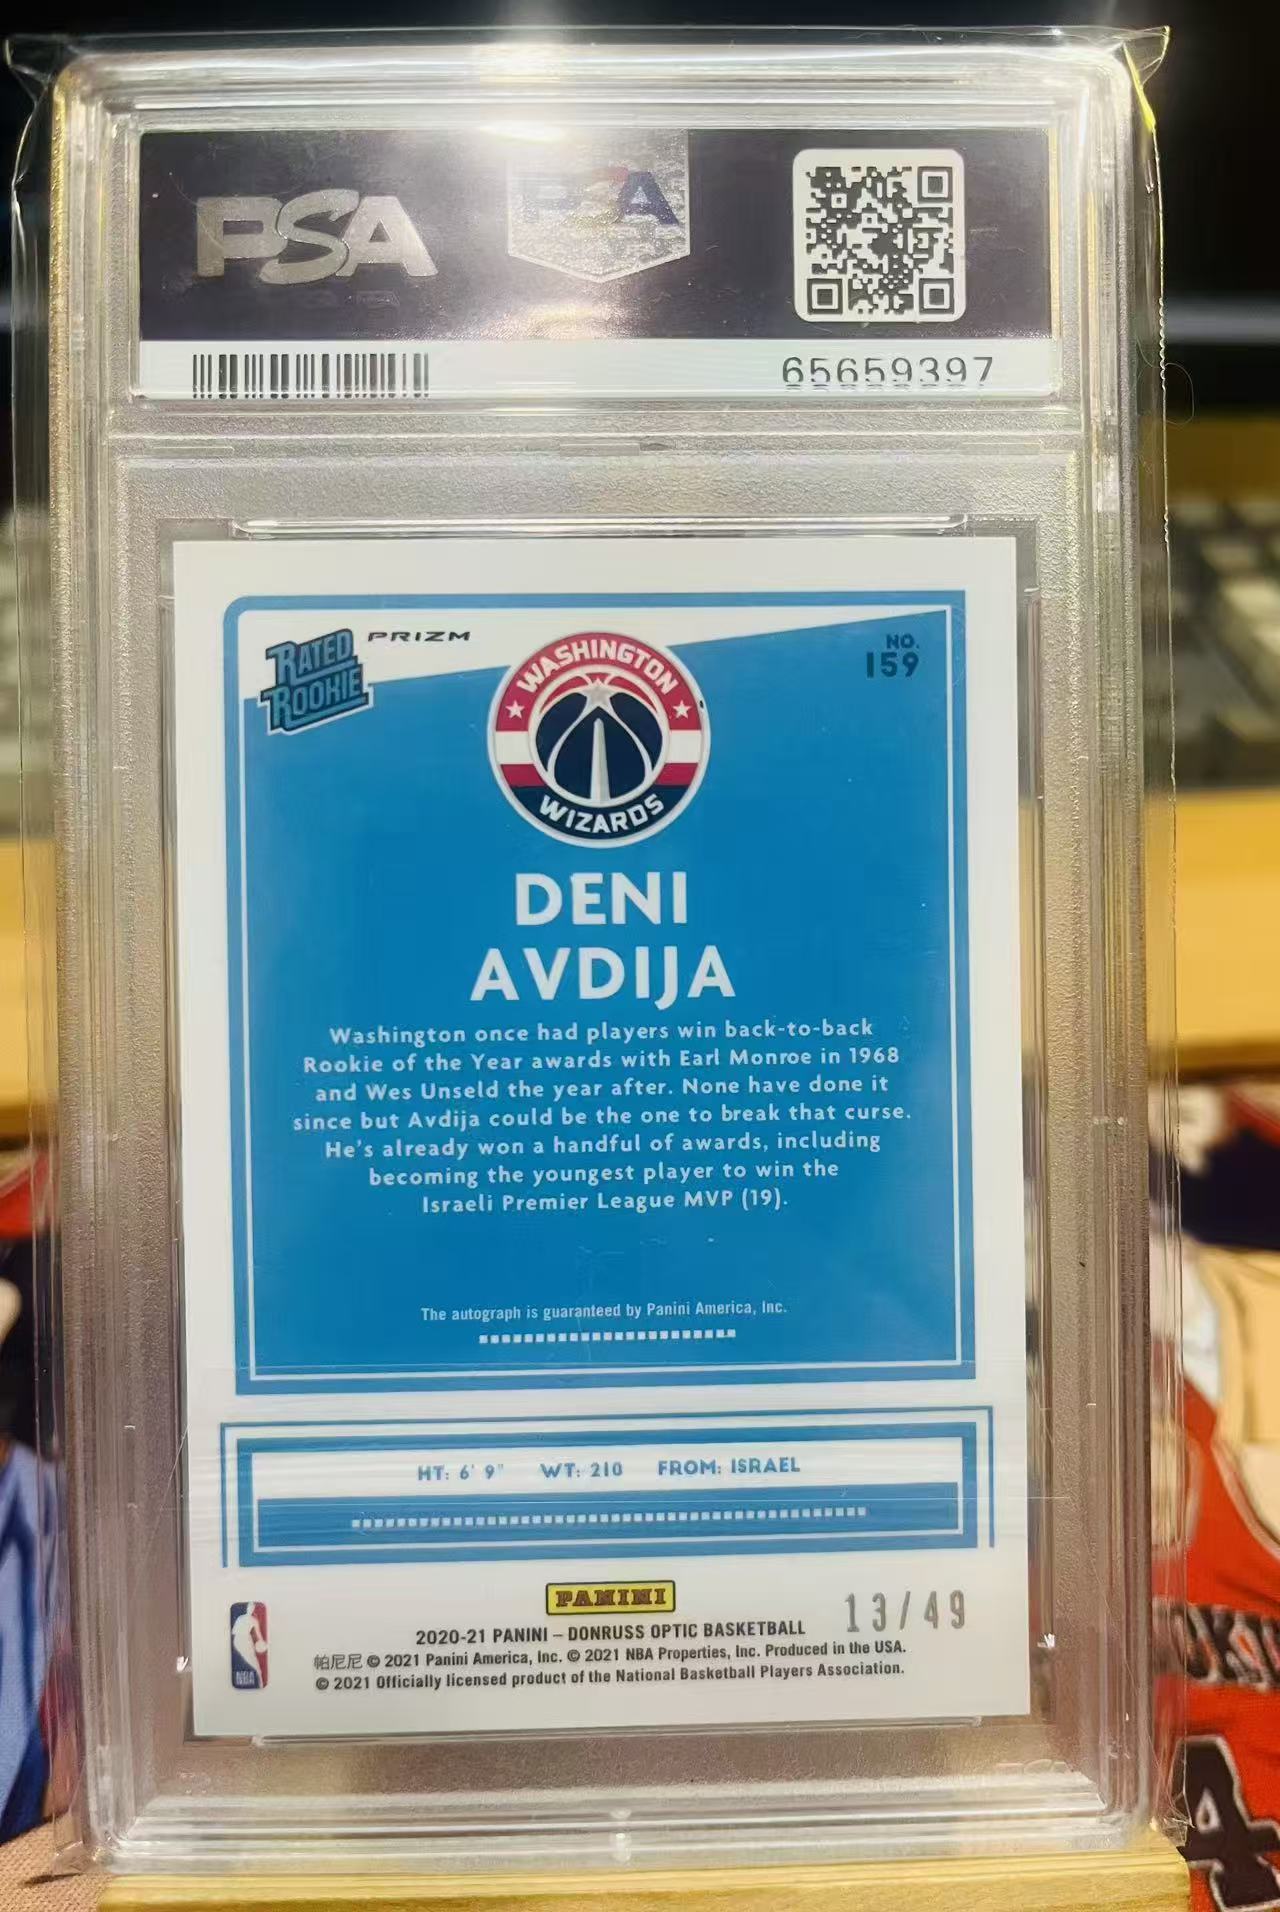 PSA
PSA
65659397
RATED
ROOKIE
PRIZM
WASHINGTON
WIZARDS
NO.
159
DENI
AVDIJA
Washington once had players win back-to-back
Rookie of the Year awards with Earl Monroe in 1968
and Wes Unseld the year after. None have done it
since but Avdija could be the one to break that curse.
He's already won a handful of awards, including
becoming the youngest player to win the
Israeli Premier League MVP (19).
The autograph is guaranteed by Panini America, Inc.
HT: 6' 9" WT: 210 FROM: ISRAEL
PANINI
13/49
2020-21 PANINI – DONRUSS OPTIC BASKETBALL
帕尼尼 © 2021 Panini America, Inc. © 2021 NBA Properties, Inc. Produced in the USA.
© 2021 Officially licensed product of the National Basketball Players Association.
NBA
4